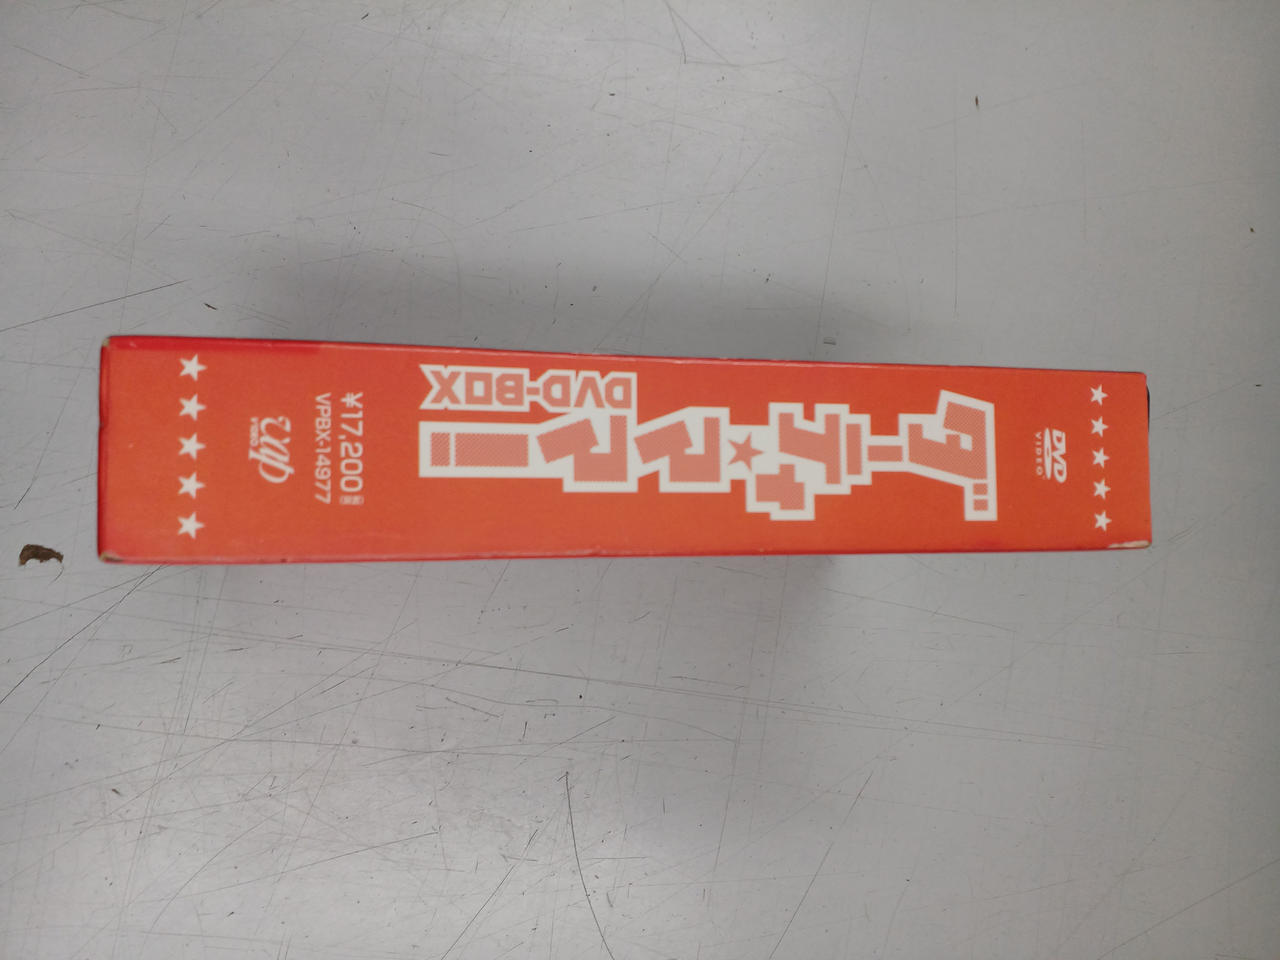 DVD
VIDEO
ダーティ★ママ!
DVD-BOX
¥17,200
VPBX-14977
vap
VIDEO